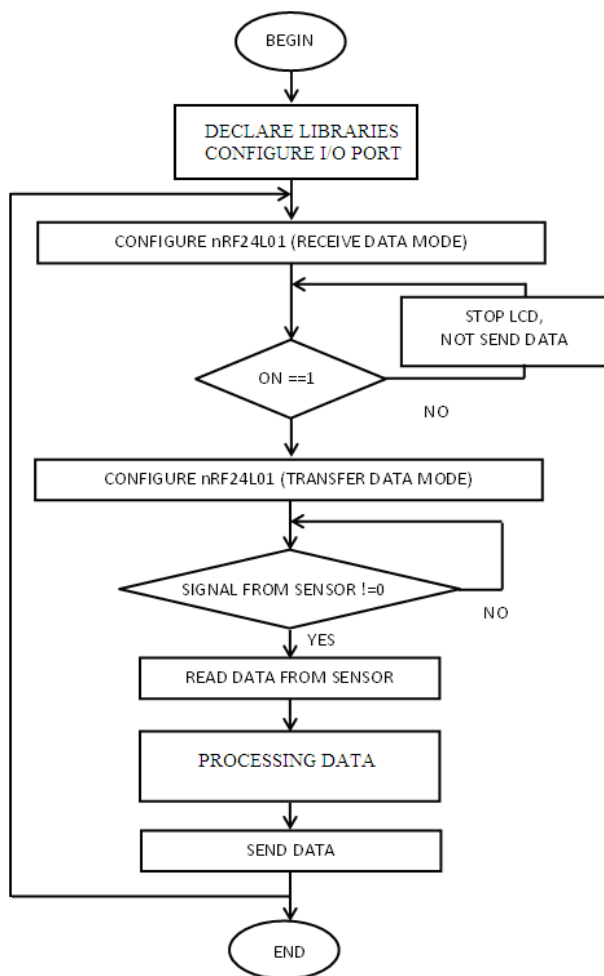 BEGIN
DECLARE LIBRARIES
CONFIGURE I/O PORT
CONFIGURE nRF24L01 (RECEIVE DATA MODE)
STOP LCD,
NOT SEND DATA
ON ==1
NO
CONFIGURE nRF24L01 (TRANSFER DATA MODE)
SIGNAL FROM SENSOR !=0
NO
YES
READ DATA FROM SENSOR
PROCESSING DATA
SEND DATA
END